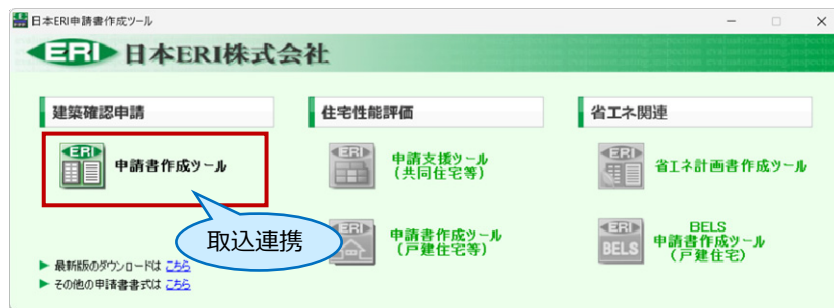 日本ERI申請書作成ツール
ERI 日本ERI株式会社
建築確認申請
住宅性能評価
省エネ関連
ERI
申請書作成ツール
ERI
申請支援ツール
(共同住宅等)
ERI
省エネ計画書作成ツール
取込連携
ERI
申請書作成ツール
(戸建住宅等)
ERI
BELS
BELS
申請書作成ツール
(戸建住宅)
最新版のダウンロードは こちら
その他の申請書書式は こちら